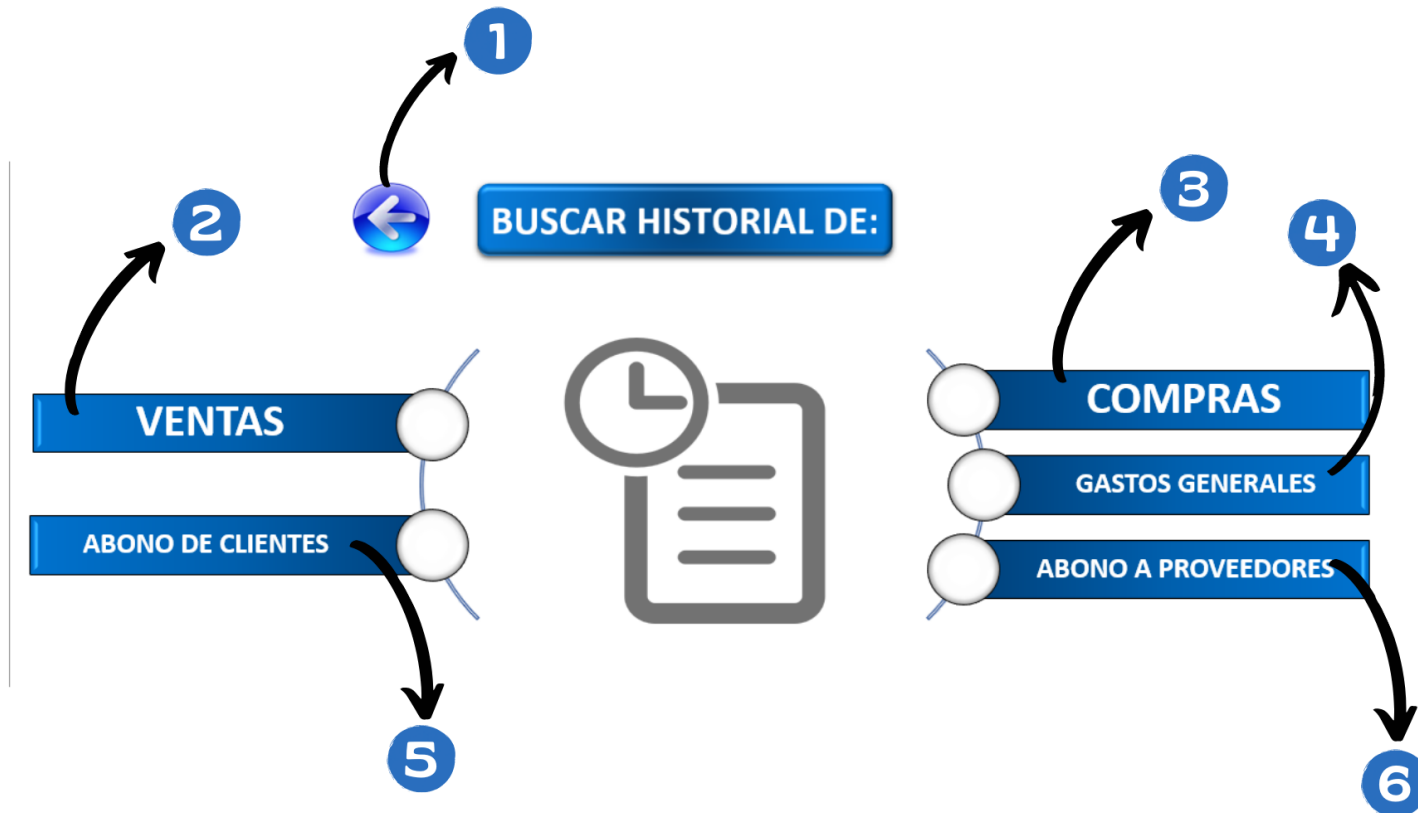 1
2
BUSCAR HISTORIAL DE:
3
4
VENTAS
COMPRAS
GASTOS GENERALES
ABONO DE CLIENTES
ABONO A PROVEEDORES
5
6